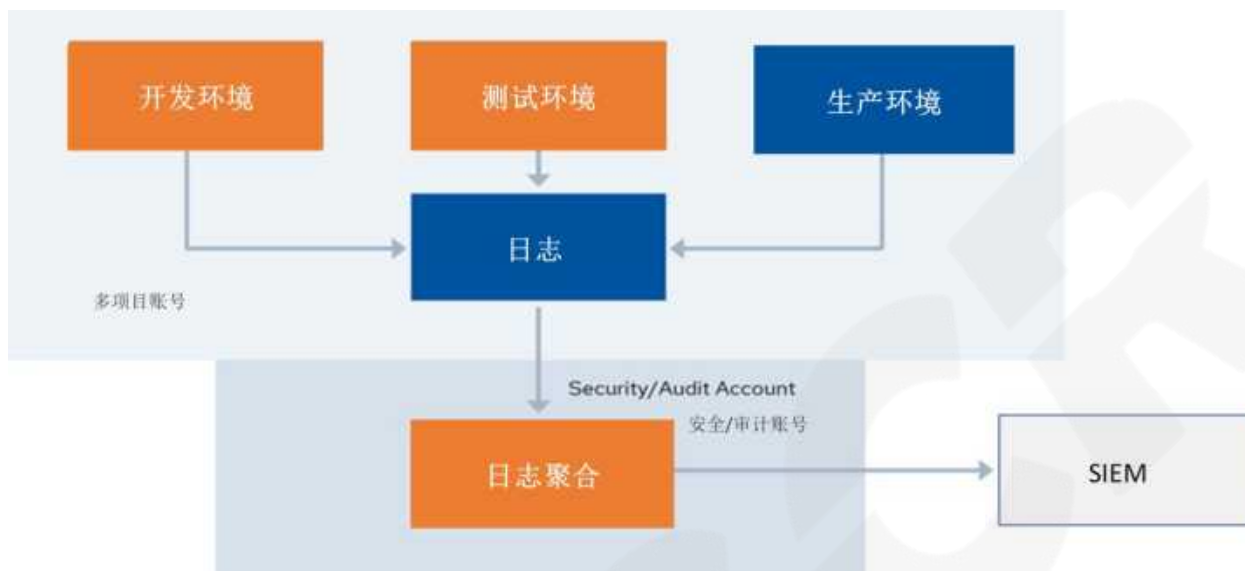 开发环境
测试环境
生产环境
日志
多项目账号
Security/Audit Account
安全/审计账号
日志聚合
SIEM